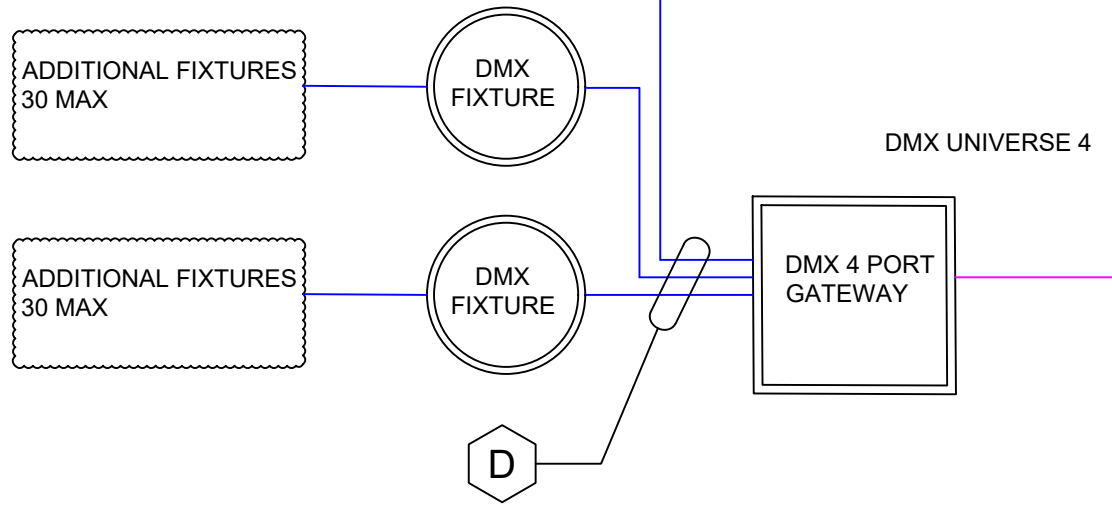 ADDITIONAL FIXTURES
30 MAX
DMX
FIXTURE
DMX UNIVERSE 4
ADDITIONAL FIXTURES
30 MAX
DMX
FIXTURE
DMX 4 PORT
GATEWAY
D